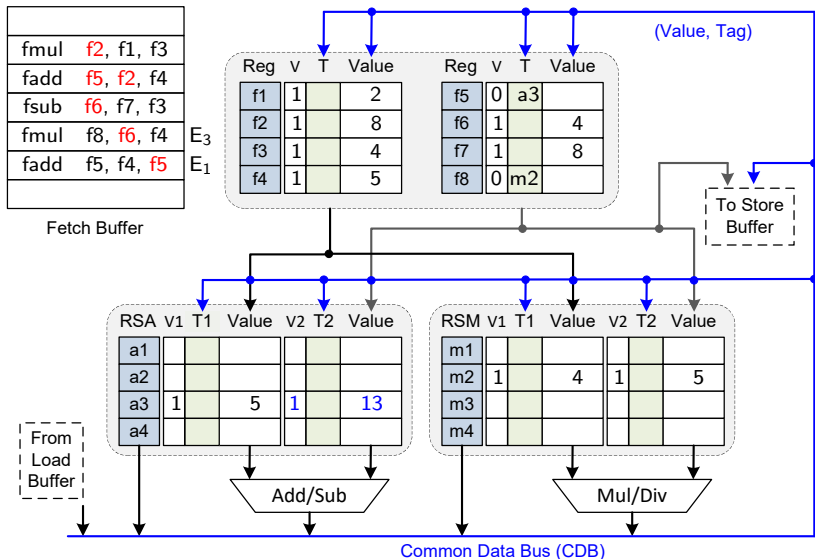 fmul f2, f1, f3
fadd f5, f2, f4
fsub f6, f7, f3
fmul f8, f6, f4 E3
fadd f5, f4, f5 E1
Fetch Buffer
(Value, Tag)
Reg V T Value Reg V T Value
f1 1 2 f5 0 a3
f2 1 8 f6 1 4
f3 1 4 f7 1 8
f4 1 5 f8 0 m2
To Store
Buffer
RSA V1 T1 Value V2 T2 Value RSM V1 T1 Value V2 T2 Value
a1 m1
a2 m2 1 4 1 5
a3 1 5 1 13 m3
a4 m4
From
Load
Buffer
Add/Sub Mul/Div
Common Data Bus (CDB)